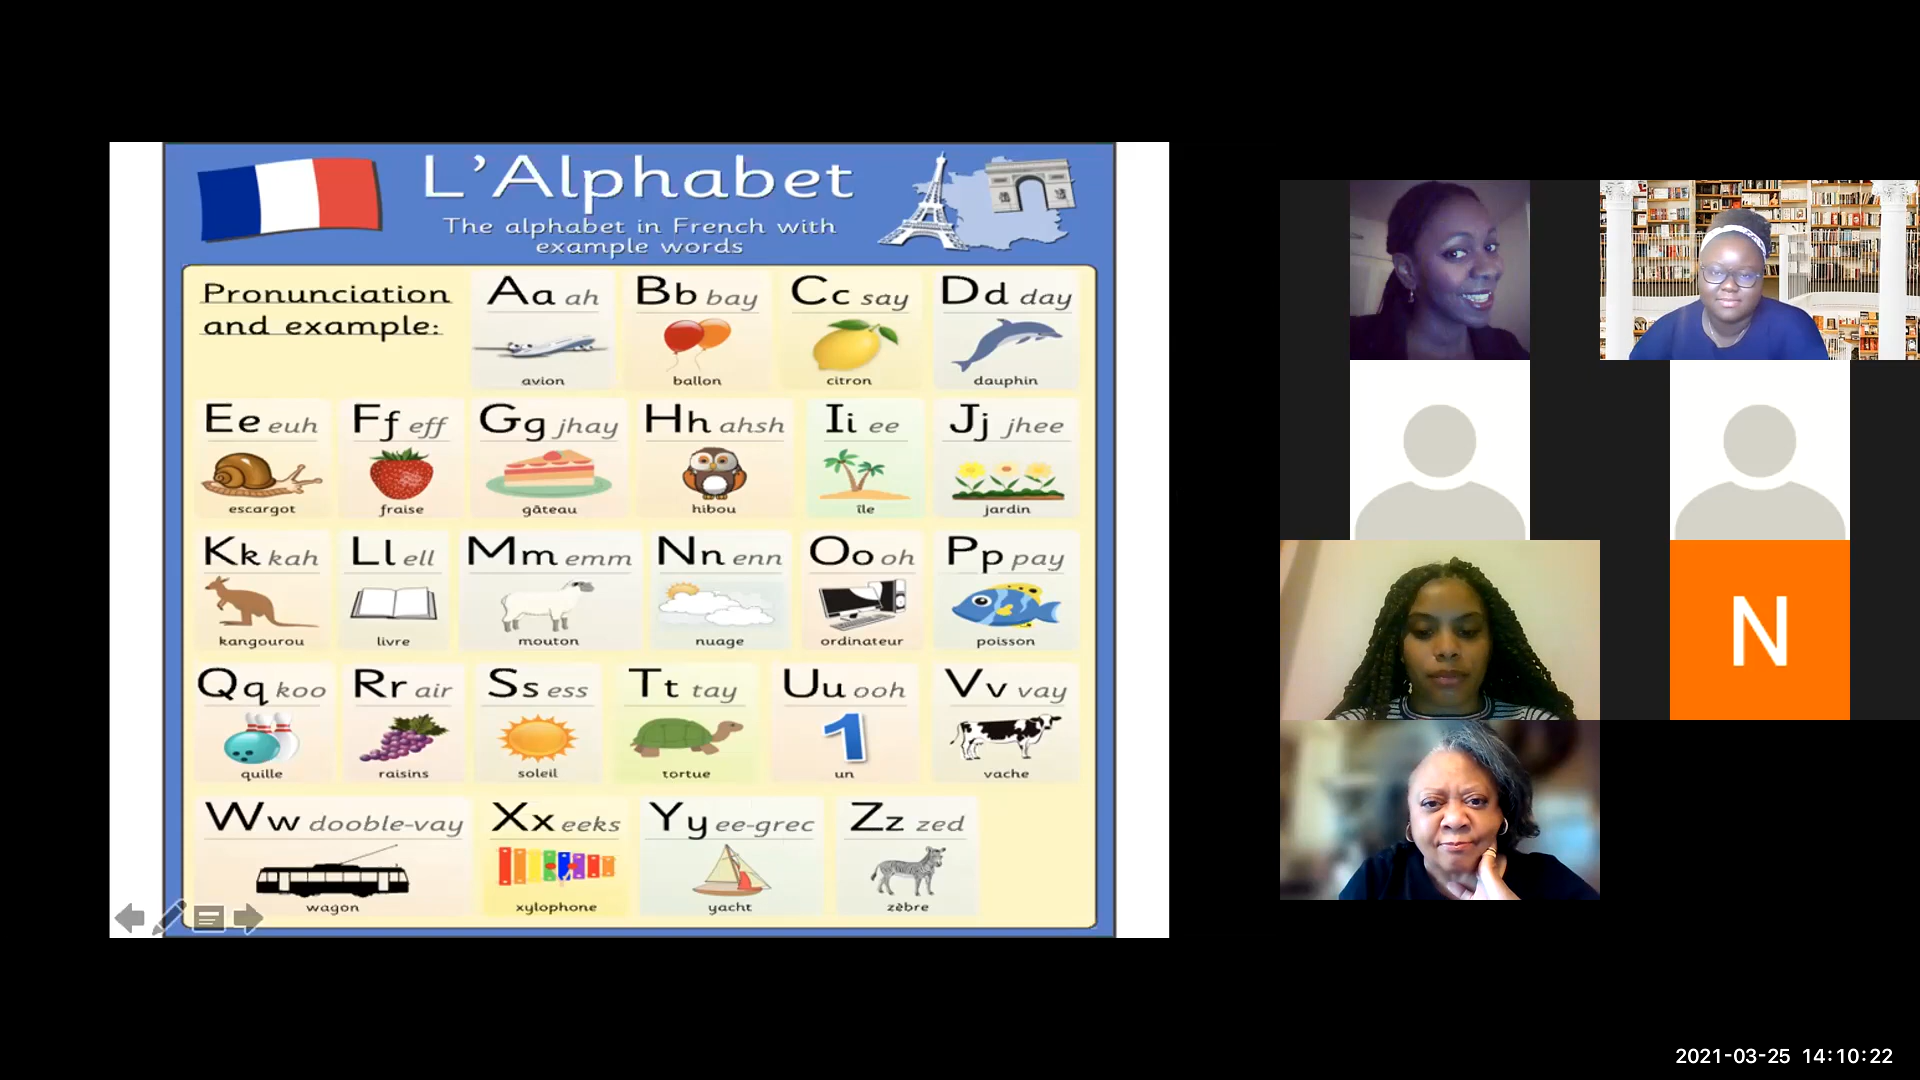 L'Alphabet
The alphabet in French with
example words
Pronunciation
and example:
Aa ah
avion
Bb bay
ballon
Cc say
citron
Dd day
dauphin
Ee euh
escargot
Ff eff
fraise
Gg jhay
gâteau
Hh ahsh
hibou
Ii ee
île
Jj jhee
jardin
Kk kah
kangourou
Ll ell
livre
Mm emm
mouton
Nn enn
nuage
Oo oh
ordinateur
Pp pay
poisson
Qq koo
quille
Rr air
raisins
Ss ess
soleil
Tt tay
tortue
Uu ooh
1
un
Vv vay
vache
Ww dooble-vay
wagon
Xx eeks
xylophone
Yy ee-grec
yacht
Zz zed
zèbre
N
2021-03-25 14:10:22